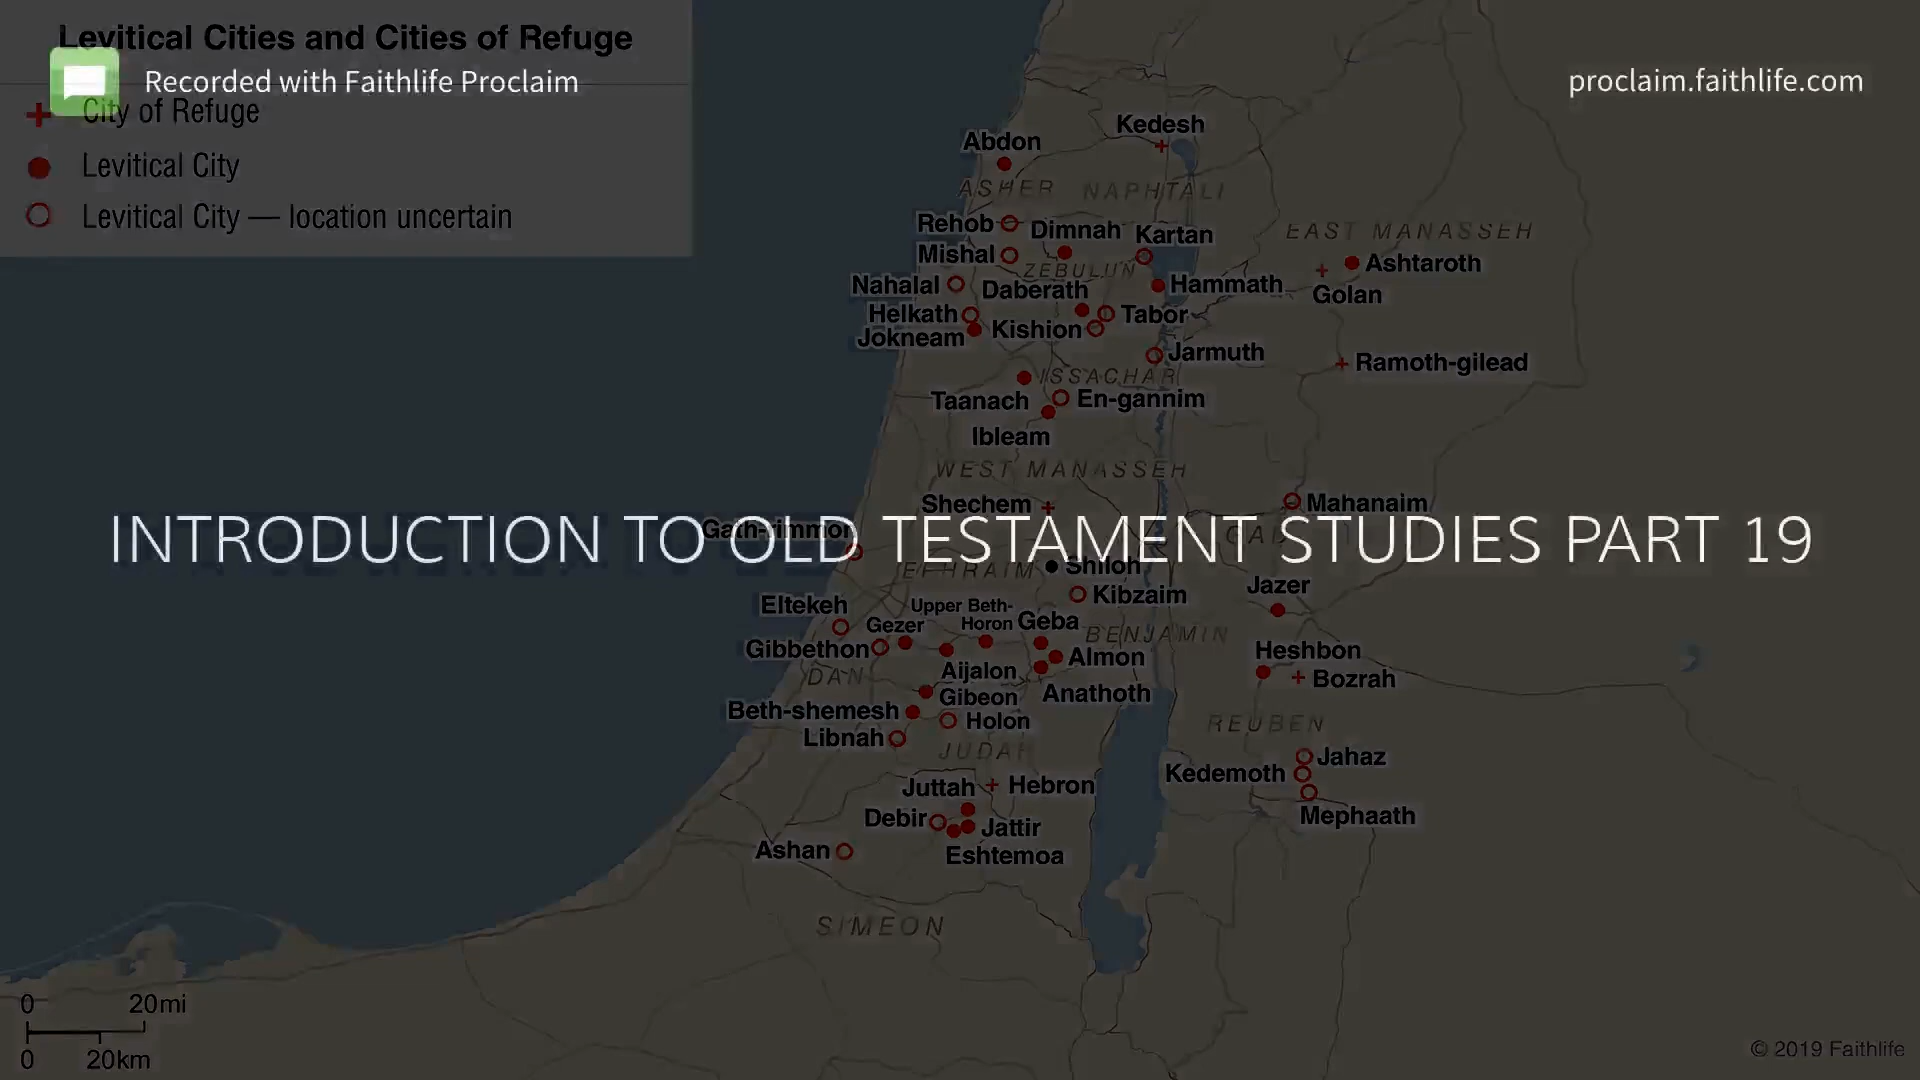 Levitical Cities and Cities of Refuge
Recorded with Faithlife Proclaim
proclaim.faithlife.com
City of Refuge
Levitical City
Levitical City — location uncertain
Kedesh
Abdon
ASHER
NAPHTALI
Rehob
Dimnah
Kartan
EAST MANASSEH
Mishal
ZEBULUN
Ashtaroth
Nahalal
Daberath
Hammath
Golan
Helkath
Tabor
Jokneam
Kishion
Jarmuth
Ramoth-gilead
ISSACHAR
Taanach
En-gannim
Ibleam
WEST MANASSEH
Shechem
Mahanaim
Gath-rimmon
GAD
INTRODUCTION TO OLD TESTAMENT STUDIES PART 19
EPHRAIM
Shiloh
Jazer
Kibzaim
Eltekeh
Upper Beth-
Horon
Geba
Gezer
BENJAMIN
Gibbethon
Heshbon
Almon
Aijalon
DAN
Bozrah
Gibeon
Anathoth
Beth-shemesh
Holon
REUBEN
Libnah
JUDAH
Jahaz
Kedemoth
Juttah
Hebron
Mephaath
Debir
Jattir
Ashan
Eshtemoa
SIMEON
0 20mi
0 20km
© 2019 Faithlife